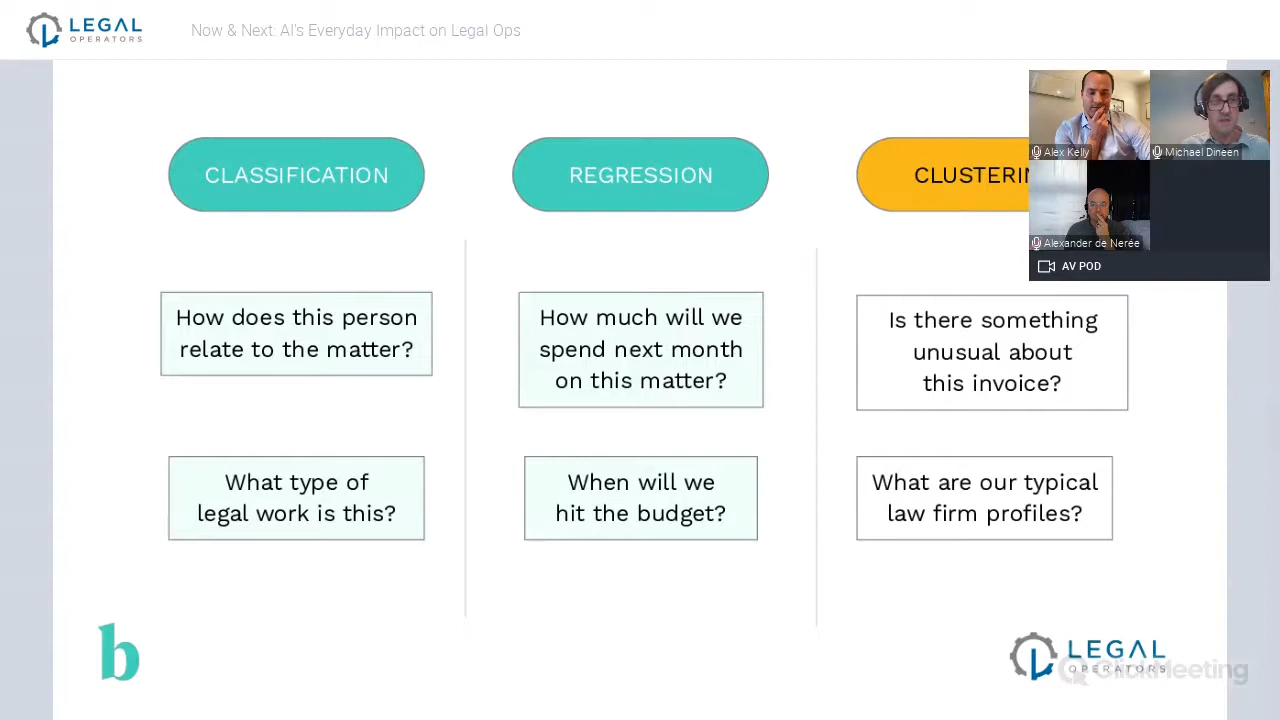 LEGAL
OPERATORS
Now & Next: AI's Everyday Impact on Legal Ops
CLASSIFICATION
REGRESSION
CLUSTERIN
Alex Kelly
Michael Dineen
Alexander de Nerée
AV POD
How does this person
relate to the matter?
How much will we
spend next month
on this matter?
Is there something
unusual about
this invoice?
What type of
legal work is this?
When will we
hit the budget?
What are our typical
law firm profiles?
b
LEGAL
OPERATORS
ClickMeeting